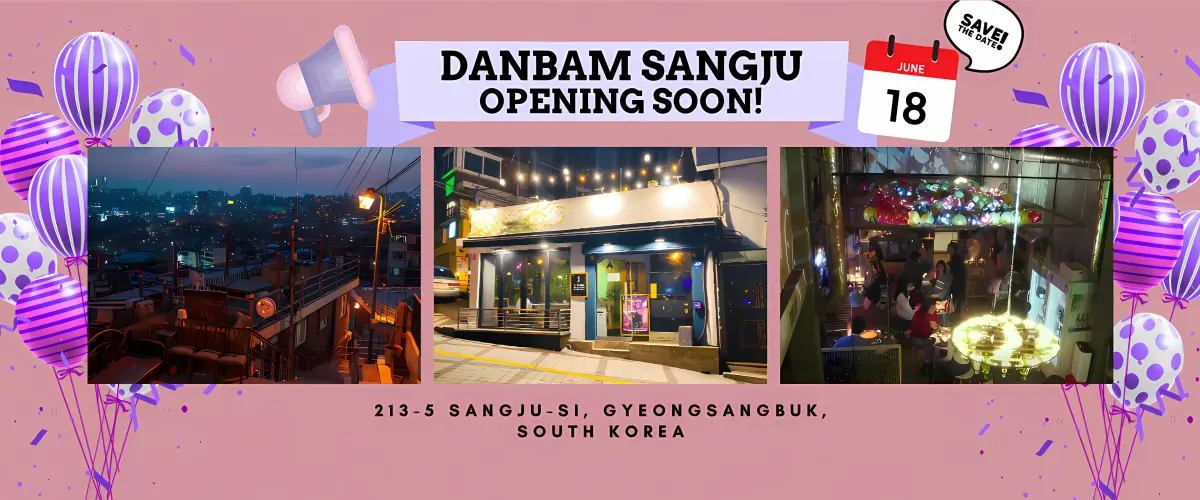 DANBAM SANGJU
OPENING SOON!
SAVE!
THE DATE!
JUNE
18
213-5 SANGJU-SI, GYEONGSANGBUK,
SOUTH KOREA